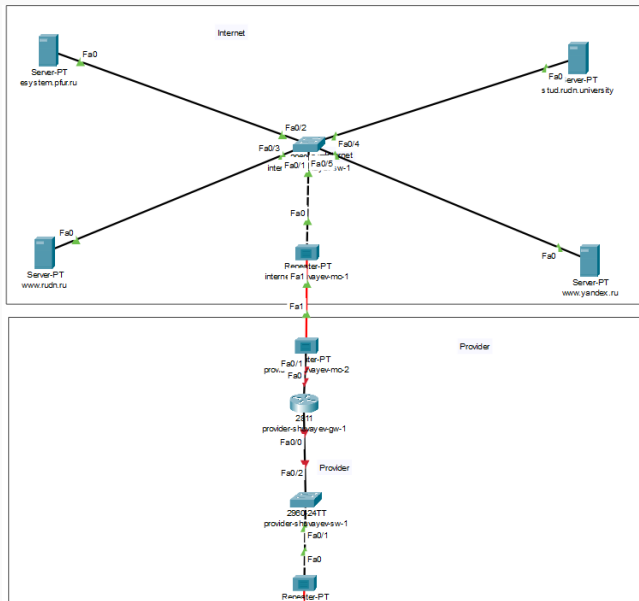 Internet
Fa0
Server-PT
esystem.pfur.ru
Fa0
Server-PT
stud.rudn.university
Fa0/2
Fa0/4
Fa0/3
Fa0/1
Fa0/5
sw-1
Fa0
Server-PT
www.rudn.ru
Fa0
Repeater-PT
Fa1
Fa0
Server-PT
www.yandex.ru
Fa1
Provider
Fa0/1
Fa0
2911
provider-shavayev-gw-1
Fa0/0
Provider
Fa0/2
2960-24TT
provider-shavayev-sw-1
Fa0/1
Fa0
Repeater-PT